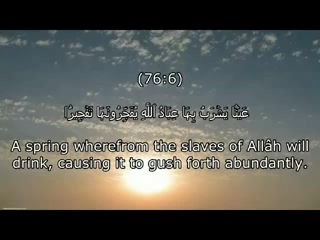 (76:6)
عَيْنًا يَشْرَبُ بِهَا عِبَادُ اللَّهِ يُفَجِّرُونَهَا تَفْجِيرًا
A spring wherefrom the slaves of Allâh will
drink, causing it to gush forth abundantly.